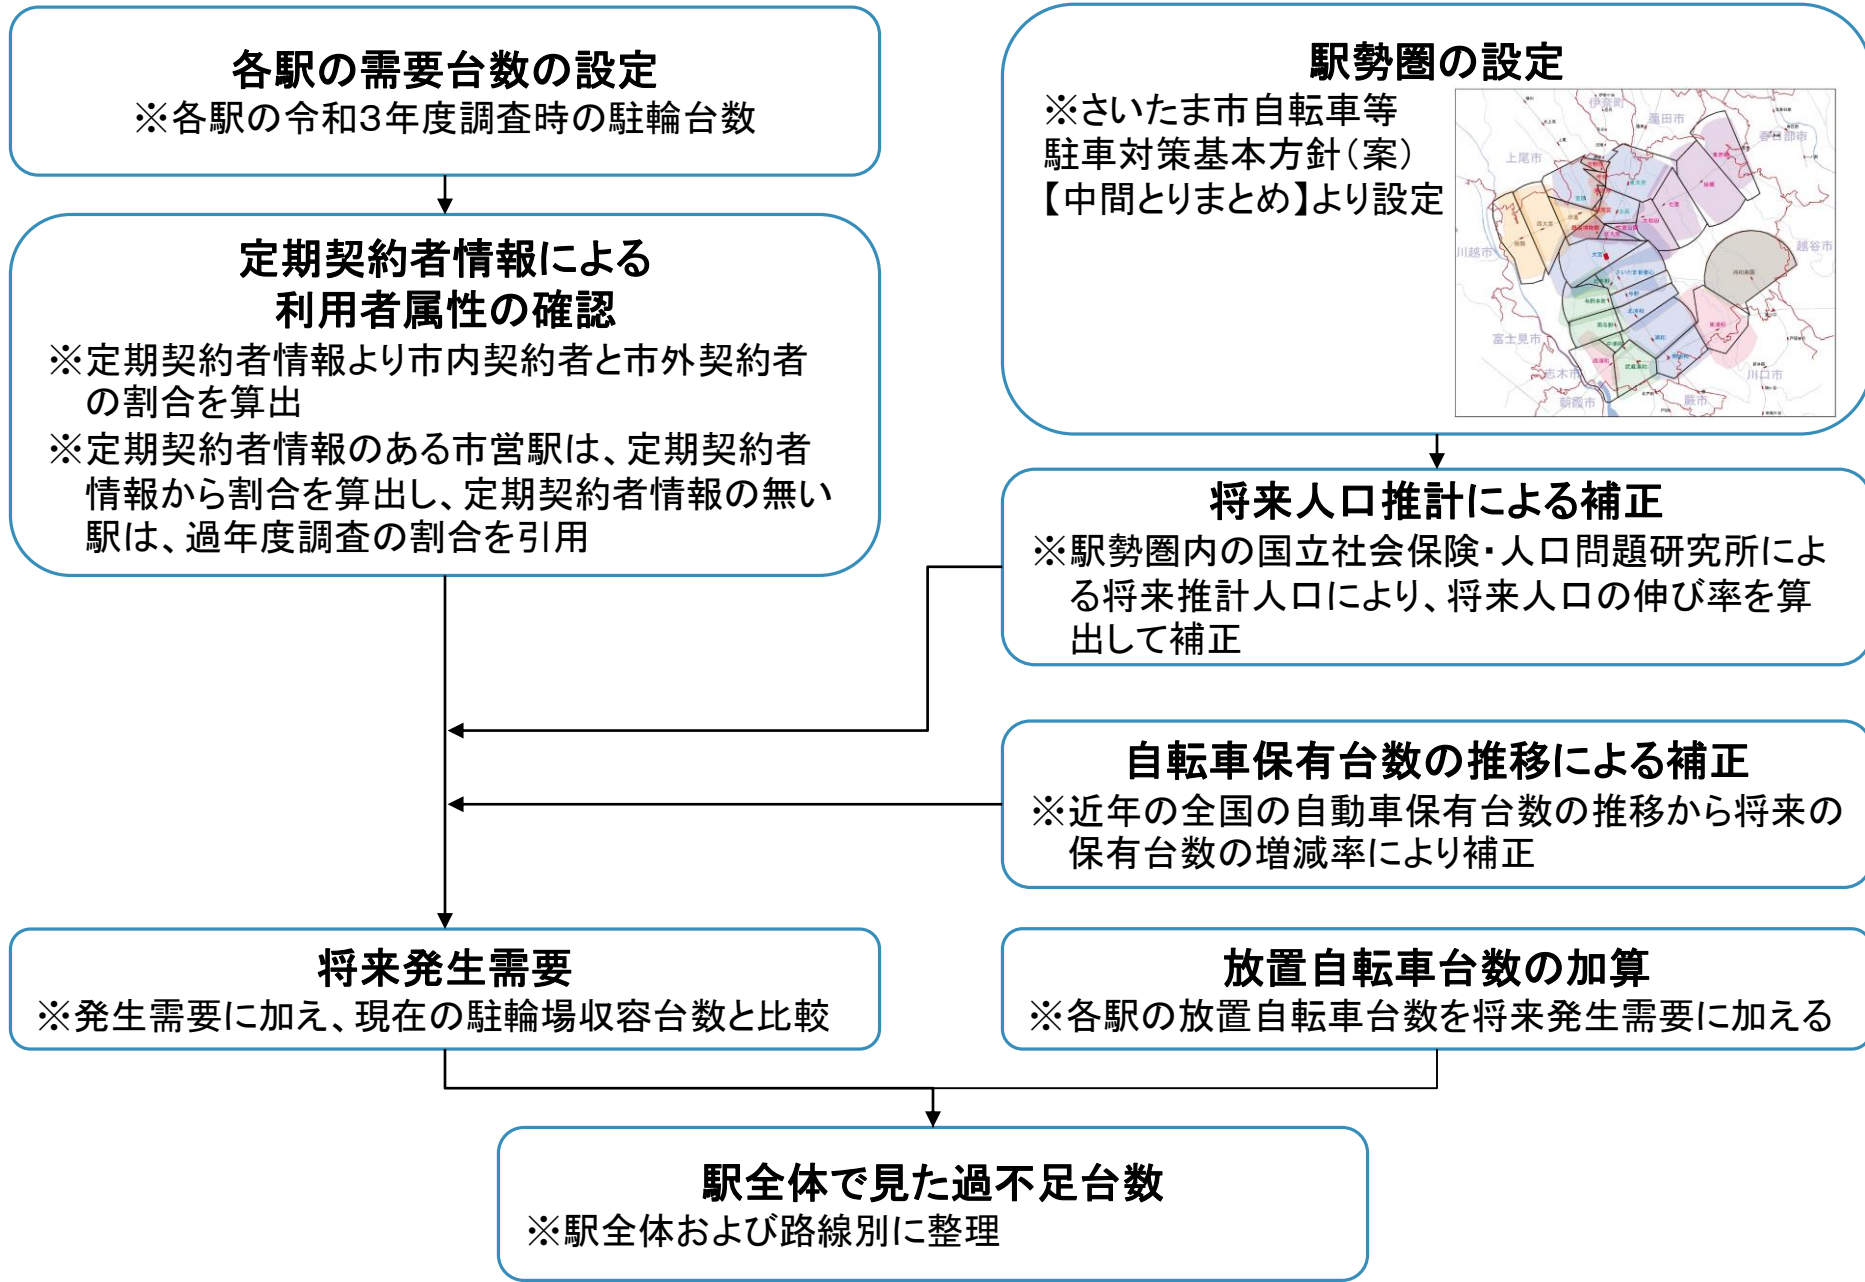 各駅の需要台数の設定
※各駅の令和3年度調査時の駐輪台数
定期契約者情報による
利用者属性の確認
※定期契約者情報より市内契約者と市外契約者
の割合を算出
※定期契約者情報のある市営駅は、定期契約者
情報から割合を算出し、定期契約者情報の無い
駅は、過年度調査の割合を引用
駅勢圏の設定
※さいたま市自転車等
駐車対策基本方針(案)
【中間とりまとめ】より設定
伊奈町
蓮田市
春日部市
上尾市
川越市
越谷市
富士見市
志木市
朝霞市
蕨市
川口市
将来人口推計による補正
※駅勢圏内の国立社会保険・人口問題研究所によ
る将来推計人口により、将来人口の伸び率を算
出して補正
自転車保有台数の推移による補正
※近年の全国の自動車保有台数の推移から将来の
保有台数の増減率により補正
将来発生需要
※発生需要に加え、現在の駐輪場収容台数と比較
放置自転車台数の加算
※各駅の放置自転車台数を将来発生需要に加える
駅全体で見た過不足台数
※駅全体および路線別に整理